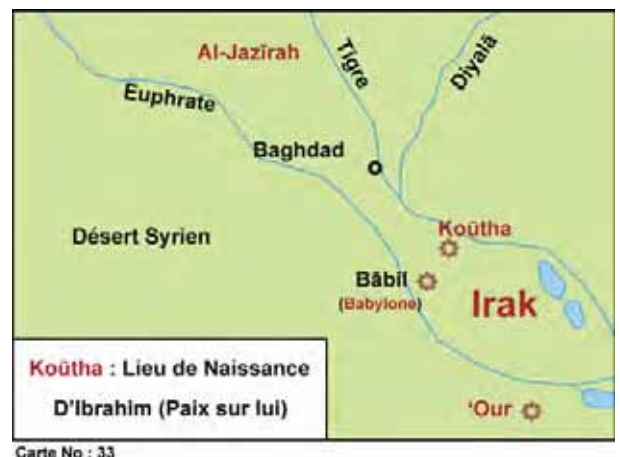 Al-Jazīrah
Tigre
Diyalā
Euphrate
Baghdad
Koūtha
Désert Syrien
Bābil
(Babylone)
Irak
Koūtha : Lieu de Naissance
D'Ibrahim (Paix sur lui)
‘Our
Carte No : 33